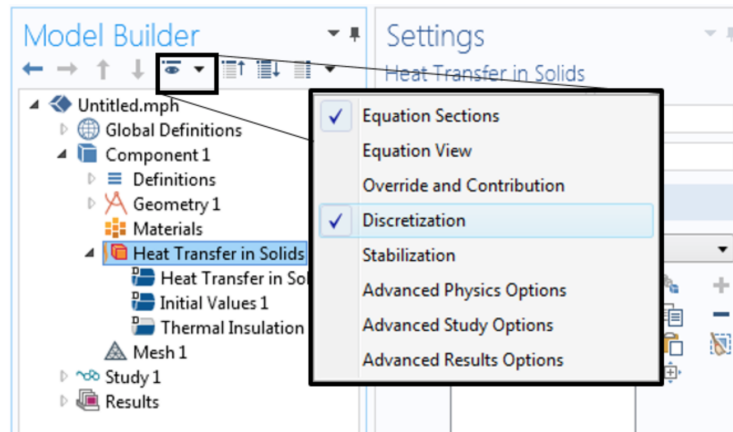 Model Builder
Settings
Heat Transfer in Solids
Untitled.mph
Global Definitions
Component 1
Definitions
Geometry 1
Materials
Heat Transfer in Solids
Heat Transfer in Sol
Initial Values 1
Thermal Insulation
Mesh 1
Study 1
Results
Equation Sections
Equation View
Override and Contribution
Discretization
Stabilization
Advanced Physics Options
Advanced Study Options
Advanced Results Options